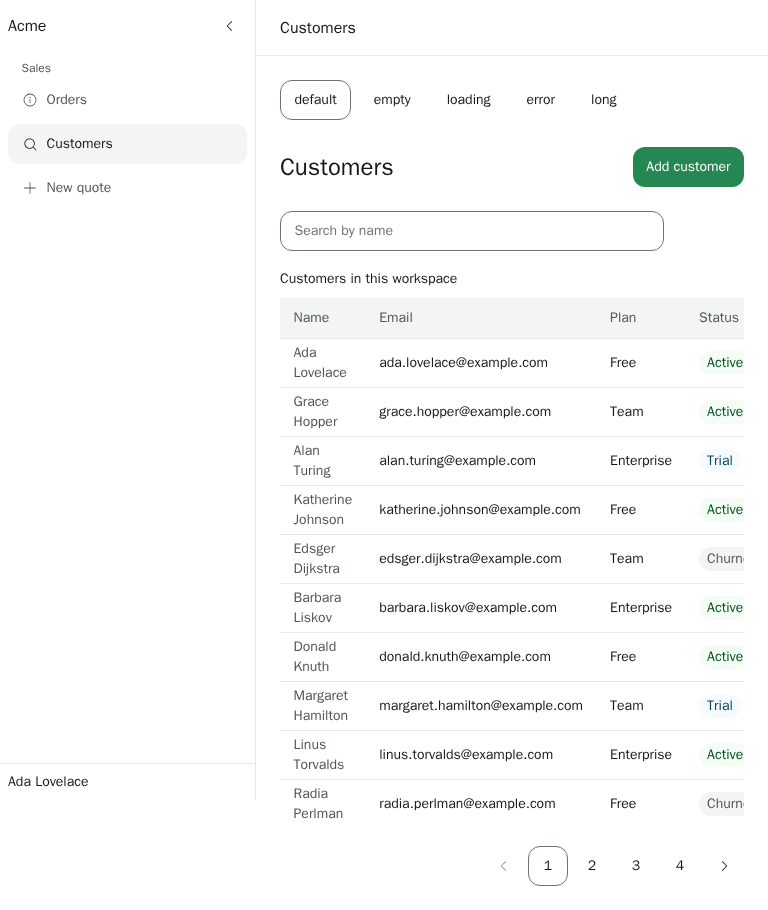 Acme
Customers
Sales
Orders
Customers
New quote
default empty loading error long
Customers
Add customer
Search by name
Customers in this workspace
Name Email Plan Status
Ada
Lovelace
ada.lovelace@example.com Free Active
Grace
Hopper
grace.hopper@example.com Team Active
Alan
Turing
alan.turing@example.com Enterprise Trial
Katherine
Johnson
katherine.johnson@example.com Free Active
Edsger
Dijkstra
edsger.dijkstra@example.com Team
Barbara
Liskov
barbara.liskov@example.com Enterprise Active
Donald
Knuth
donald.knuth@example.com Free Active
Margaret
Hamilton
margaret.hamilton@example.com Team Trial
Linus
Torvalds
linus.torvalds@example.com Enterprise Active
Radia
Perlman
radia.perlman@example.com Free
Ada Lovelace
1 2 3 4